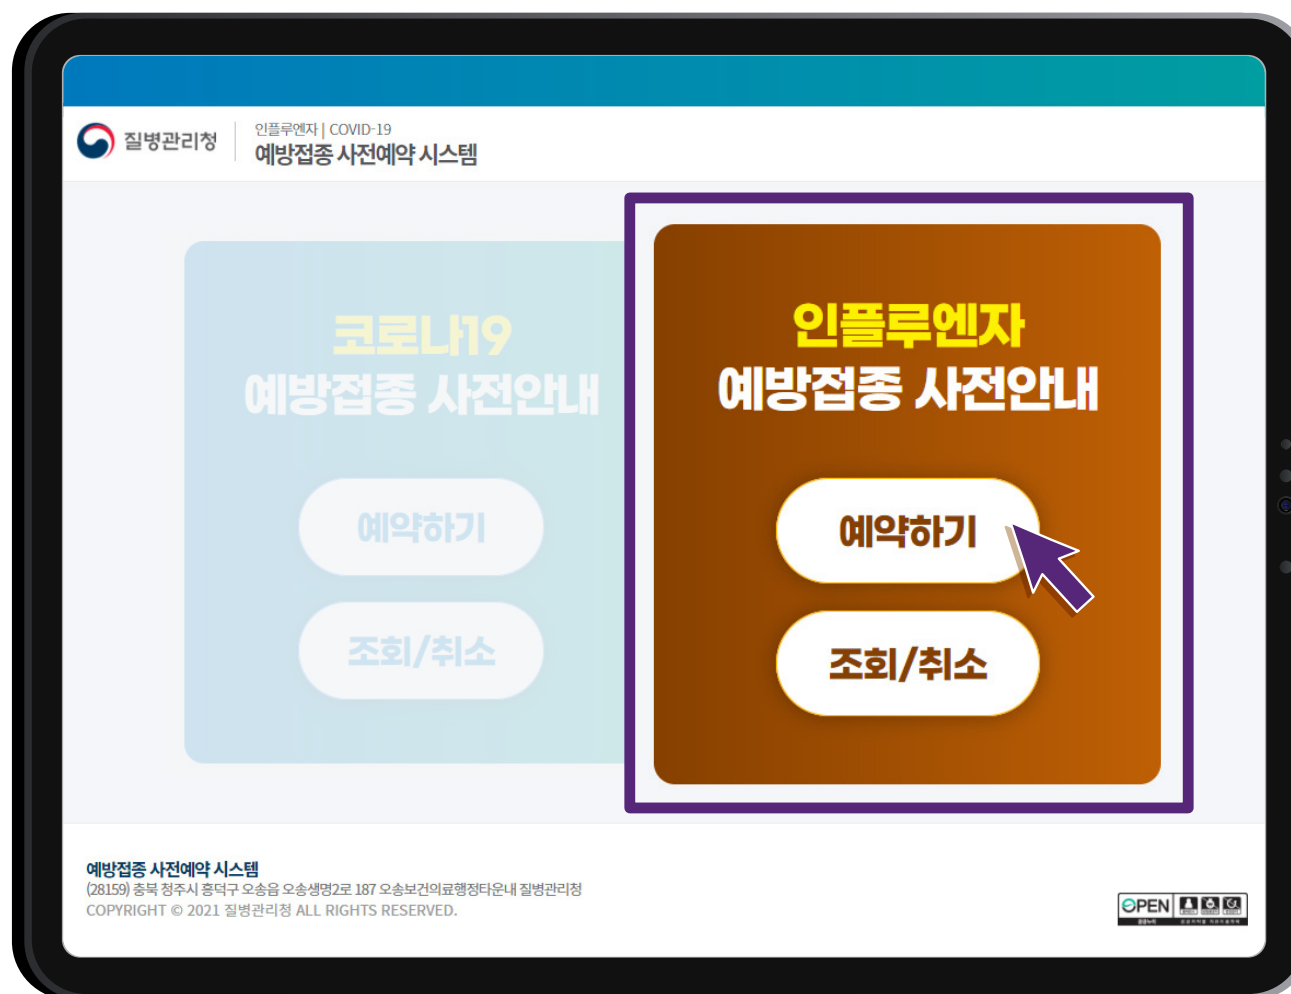 질병관리청
인플루엔자 | COVID-19
예방접종 사전예약 시스템
코로나19
예방접종 사전안내
예약하기
조회/취소
인플루엔자
예방접종 사전안내
예약하기
조회/취소
예방접종 사전예약 시스템
(28159) 충북 청주시 흥덕구 오송읍 오송생명2로 187 오송보건의료행정타운내 질병관리청
COPYRIGHT © 2021 질병관리청 ALL RIGHTS RESERVED.
OPEN